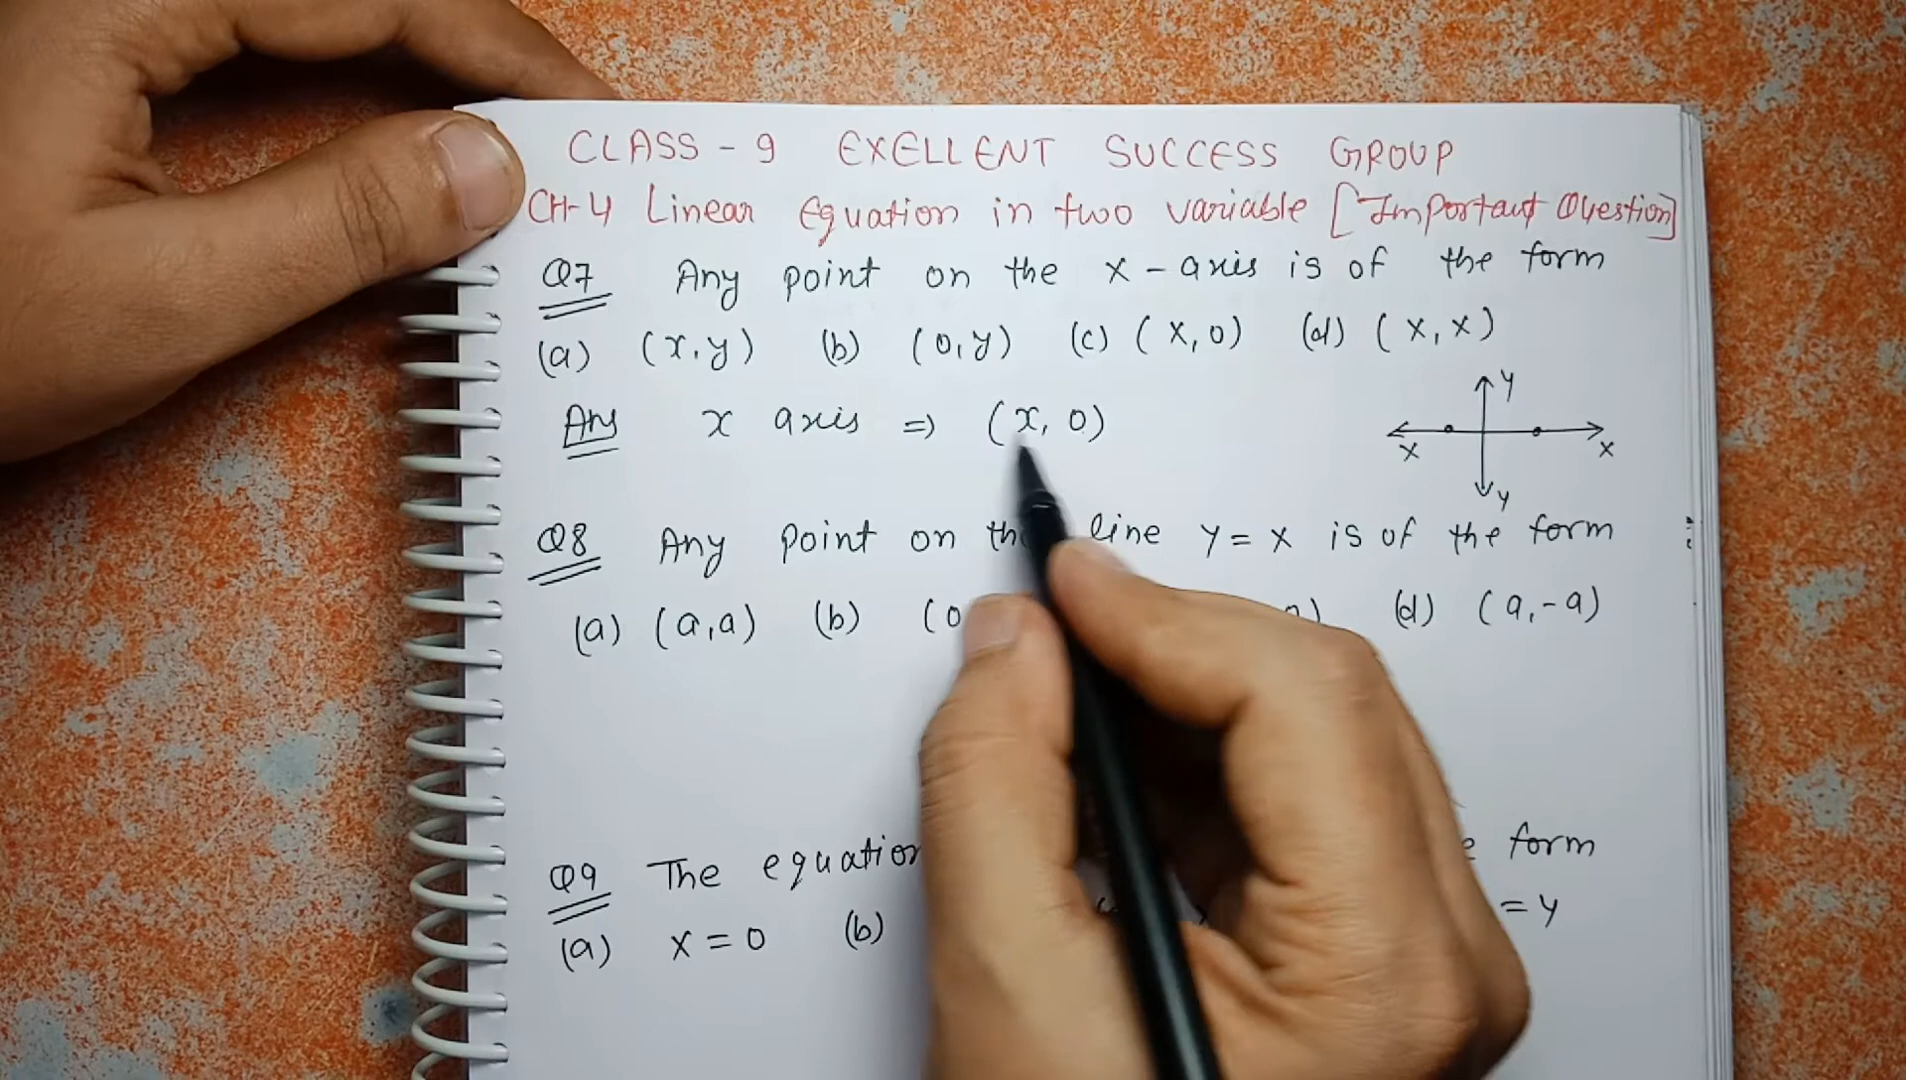 CLASS - 9 EXELLENT SUCCESS GROUP
CH-4 Linear Equation in two variable [Important Question]
Q7 Any point on the x-axis is of the form
(a) (x,y) (b) (0,y) (c) (x,0) (d) (x,x)
Ans x axis => (x, 0)
y
x x
y
Q8 Any point on the line y = x is of the form
(a) (a,a) (b) (0 (d) (a,-a)
Q9 The equation form
(a) x = 0 (b) = y